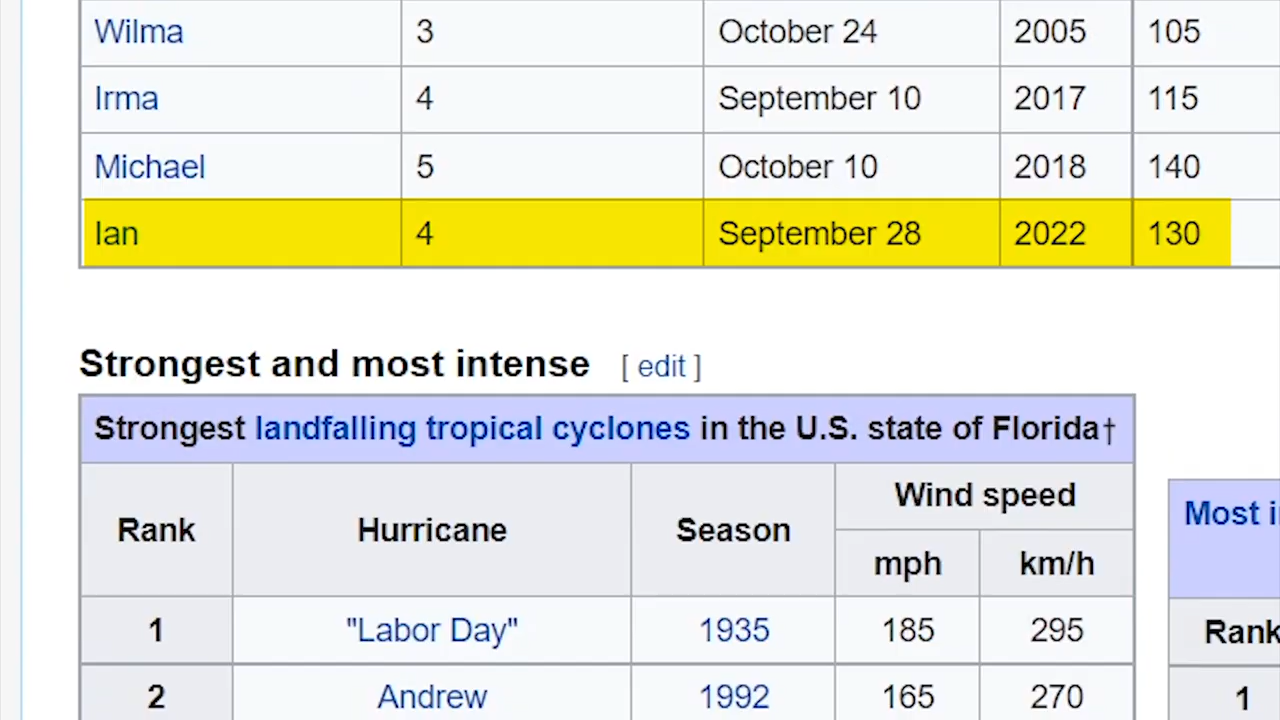 Wilma 3 October 24 2005 105
Irma 4 September 10 2017 115
Michael 5 October 10 2018 140
Ian 4 September 28 2022 130
Strongest and most intense [ edit ]
Strongest landfalling tropical cyclones in the U.S. state of Florida†
Rank Hurricane Season Wind speed
mph km/h
1 "Labor Day" 1935 185 295
2 Andrew 1992 165 270
Most i
Rank
1